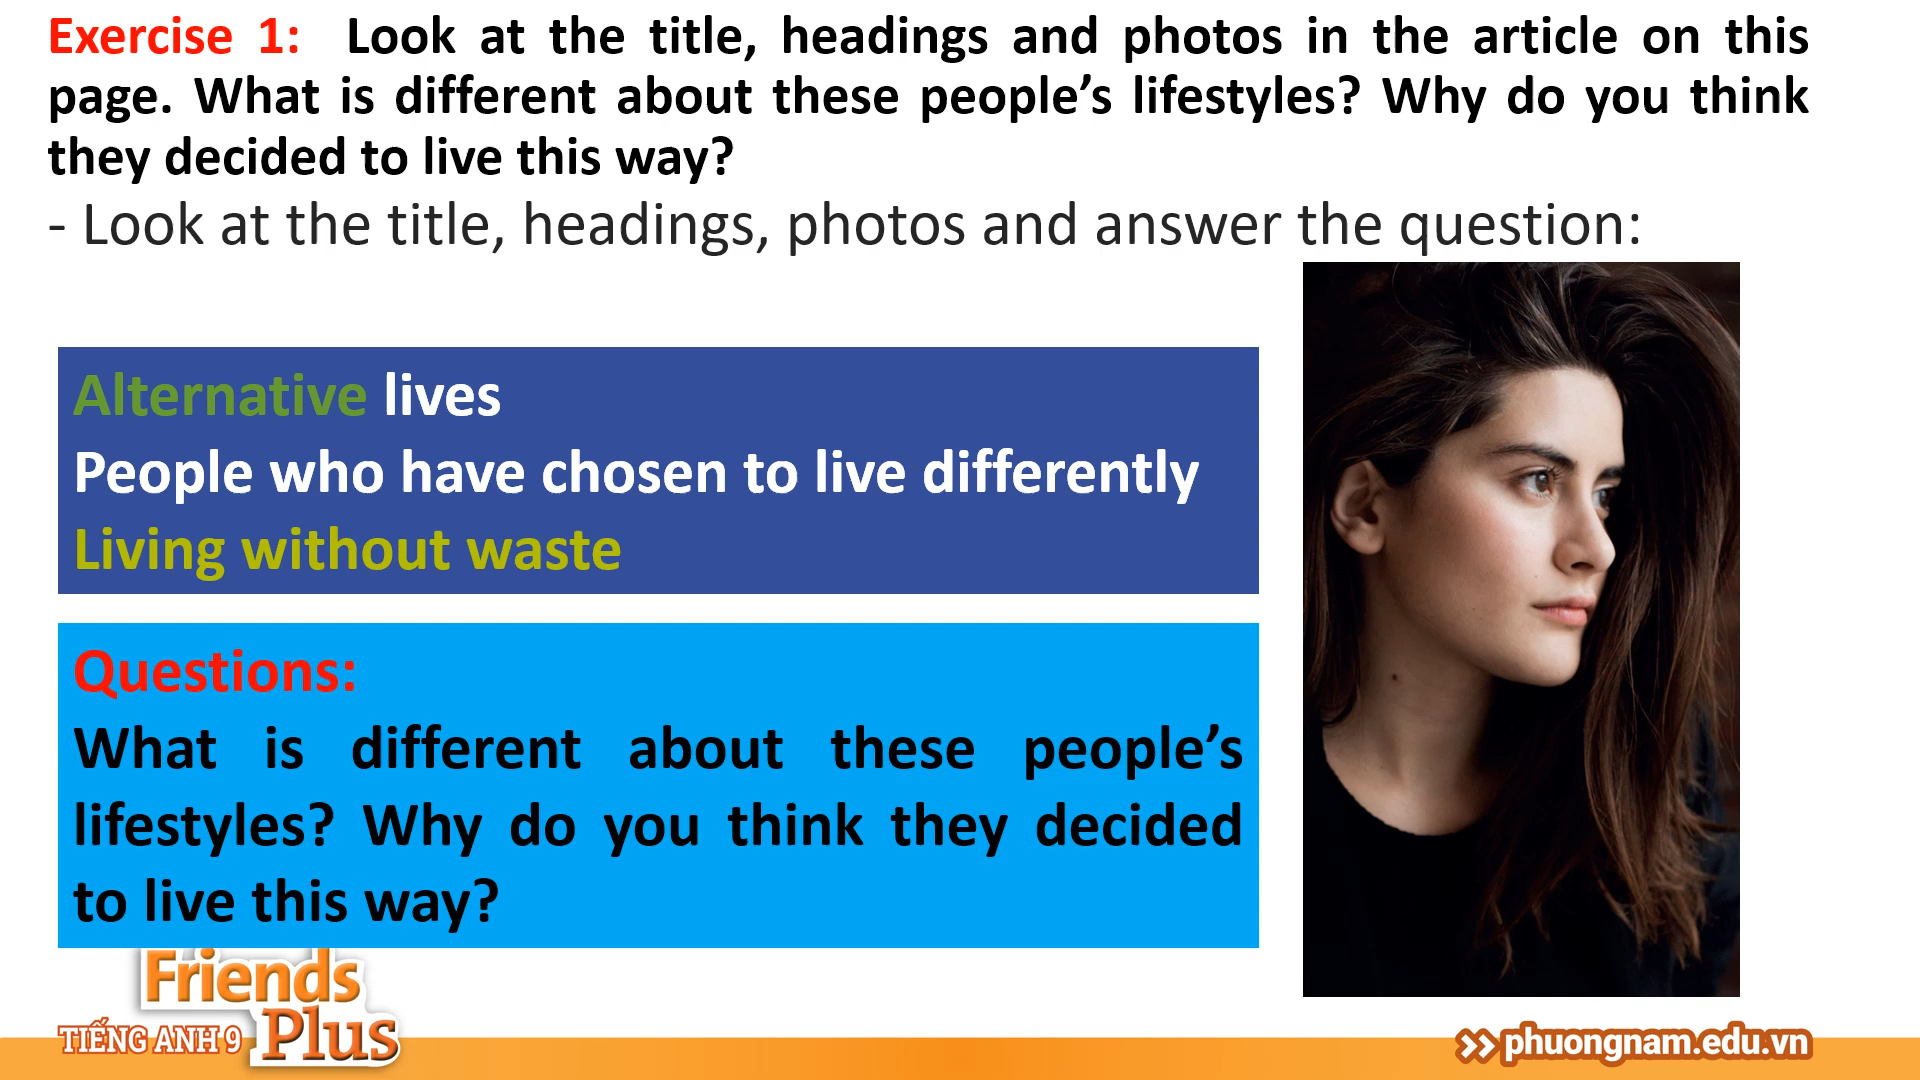 Exercise 1: Look at the title, headings and photos in the article on this
page. What is different about these people’s lifestyles? Why do you think
they decided to live this way?
- Look at the title, headings, photos and answer the question:
Alternative lives
People who have chosen to live differently
Living without waste
Questions:
What is different about these people’s
lifestyles? Why do you think they decided
to live this way?
Friends
Plus
TIẾNG ANH 9
>> phuongnam.edu.vn